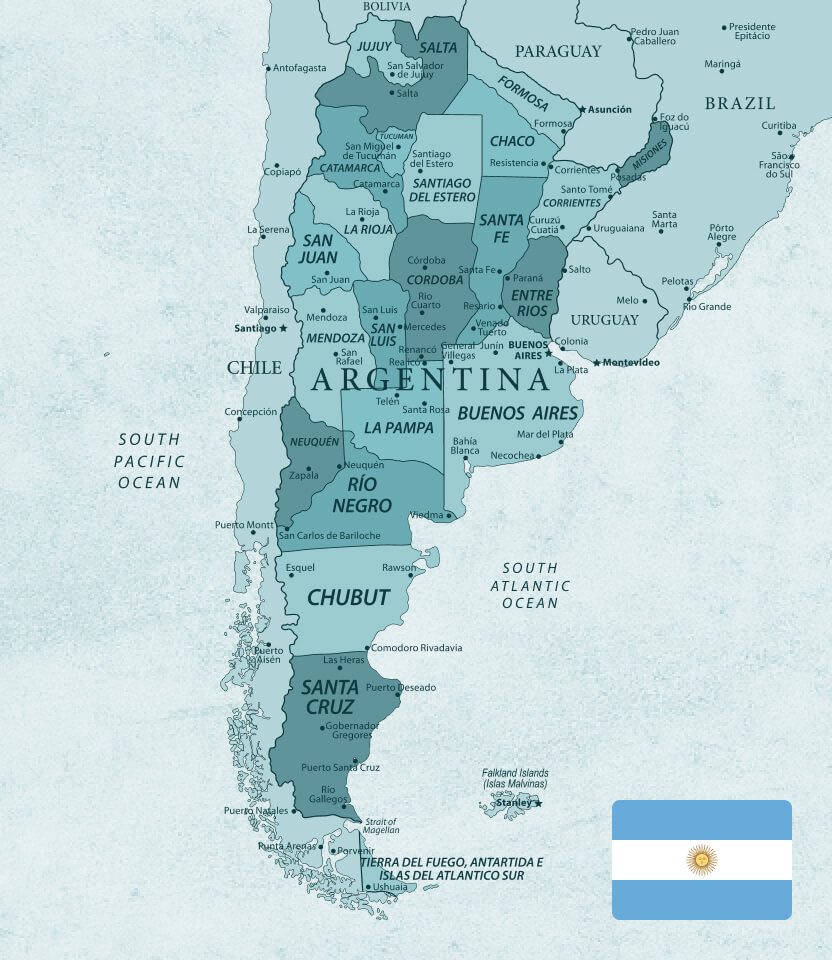 BOLIVIA
JUJUY
SALTA
PARAGUAY
Pedro Juan
Caballero
Presidente
Epitácio
Antofagasta
San Salvador
de Jujuy
Maringá
Salta
FORMOSA
Asunción
BRAZIL
Formosa
Foz do
Iguacú
Curitiba
TUCUMAN
San Miguel
de Tucumán
CHACO
MISIONES
Copiapó
CATAMARCA
Santiago
del Estero
Resistencia
Corrientes
Posadas
São
Francisco
do Sul
Catamarca
SANTIAGO
DEL ESTERO
Santo Tomé
CORRIENTES
La Rioja
LA RIOJA
SANTA
FE
Curuzú
Cuatiá
Uruguaiana
Santa
Marta
Pôrto
Alegre
La Serena
SAN
JUAN
San Juan
Córdoba
CORDOBA
Santa Fe
Paraná
Salto
Pelotas
Rio Grande
Melo
ENTRE
RIOS
Valparaiso
Santiago
Mendoza
San Luis
Río
Cuarto
Resario
URUGUAY
MENDOZA
SAN
LUIS
Mercedes
Venado
Tuerto
San
Rafael
Renancó
Realicó
General
Villegas
Junín
BUENOS
AIRES
Colonia
La Plata
Montevideo
CHILE
ARGENTINA
Telén
Santa Rosa
Concepción
LA PAMPA
BUENOS AIRES
SOUTH
PACIFIC
OCEAN
NEUQUÉN
Bahía
Blanca
Mar del Plata
Necochea
Zapala
Neuquén
RÍO
NEGRO
Viedma
Puerto Montt
San Carlos de Bariloche
Esquel
Rawson
SOUTH
ATLANTIC
OCEAN
CHUBUT
Puerto
Aisén
Comodoro Rivadavia
Las Heras
SANTA
CRUZ
Puerto Deseado
Gobernador
Gregores
Puerto Santa Cruz
Río
Gallegos
Falkland Islands
(Islas Malvinas)
Stanley
Puerto Natales
Strait of
Magellan
Punta Arenas
Porvenir
TIERRA DEL FUEGO, ANTARTIDA E
ISLAS DEL ATLANTICO SUR
Ushuaia